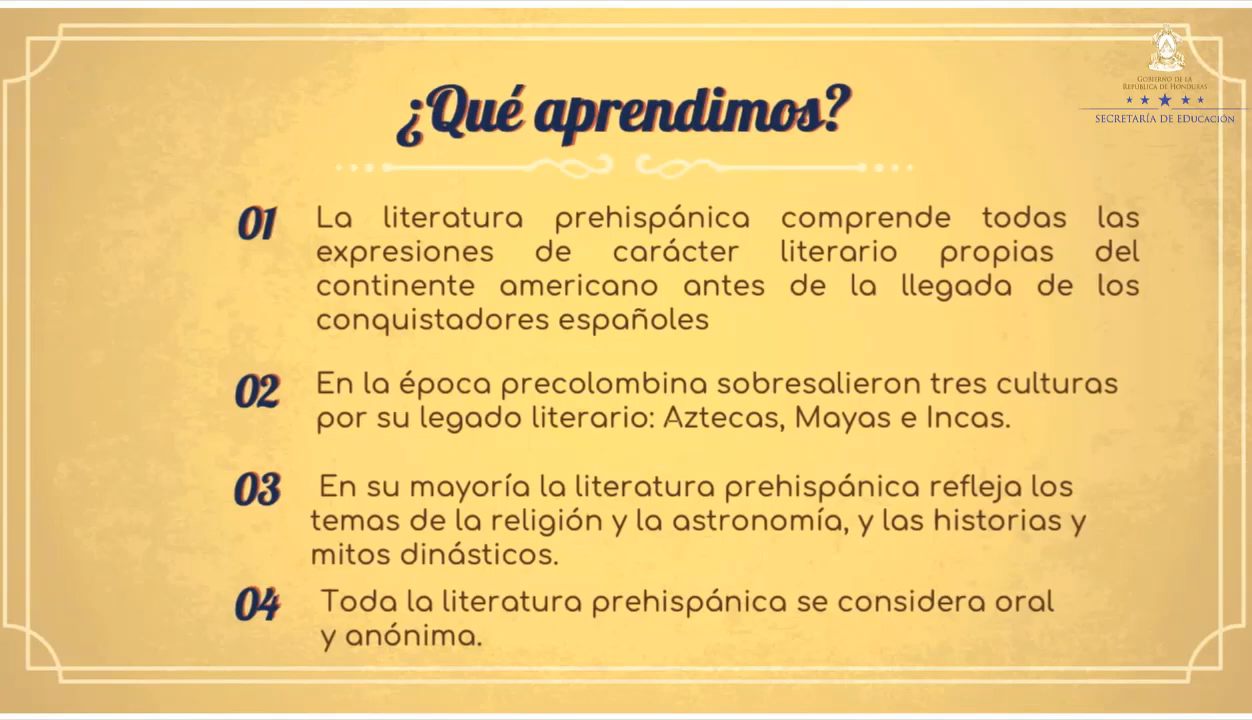 GOBIERNO DE LA
REPÚBLICA DE HONDURAS
SECRETARÍA DE EDUCACIÓN
¿Qué aprendimos?
01
La literatura prehispánica comprende todas las
expresiones de carácter literario propias del
continente americano antes de la llegada de los
conquistadores españoles
02
En la época precolombina sobresalieron tres culturas
por su legado literario: Aztecas, Mayas e Incas.
03
En su mayoría la literatura prehispánica refleja los
temas de la religión y la astronomía, y las historias y
mitos dinásticos.
04
Toda la literatura prehispánica se considera oral
y anónima.